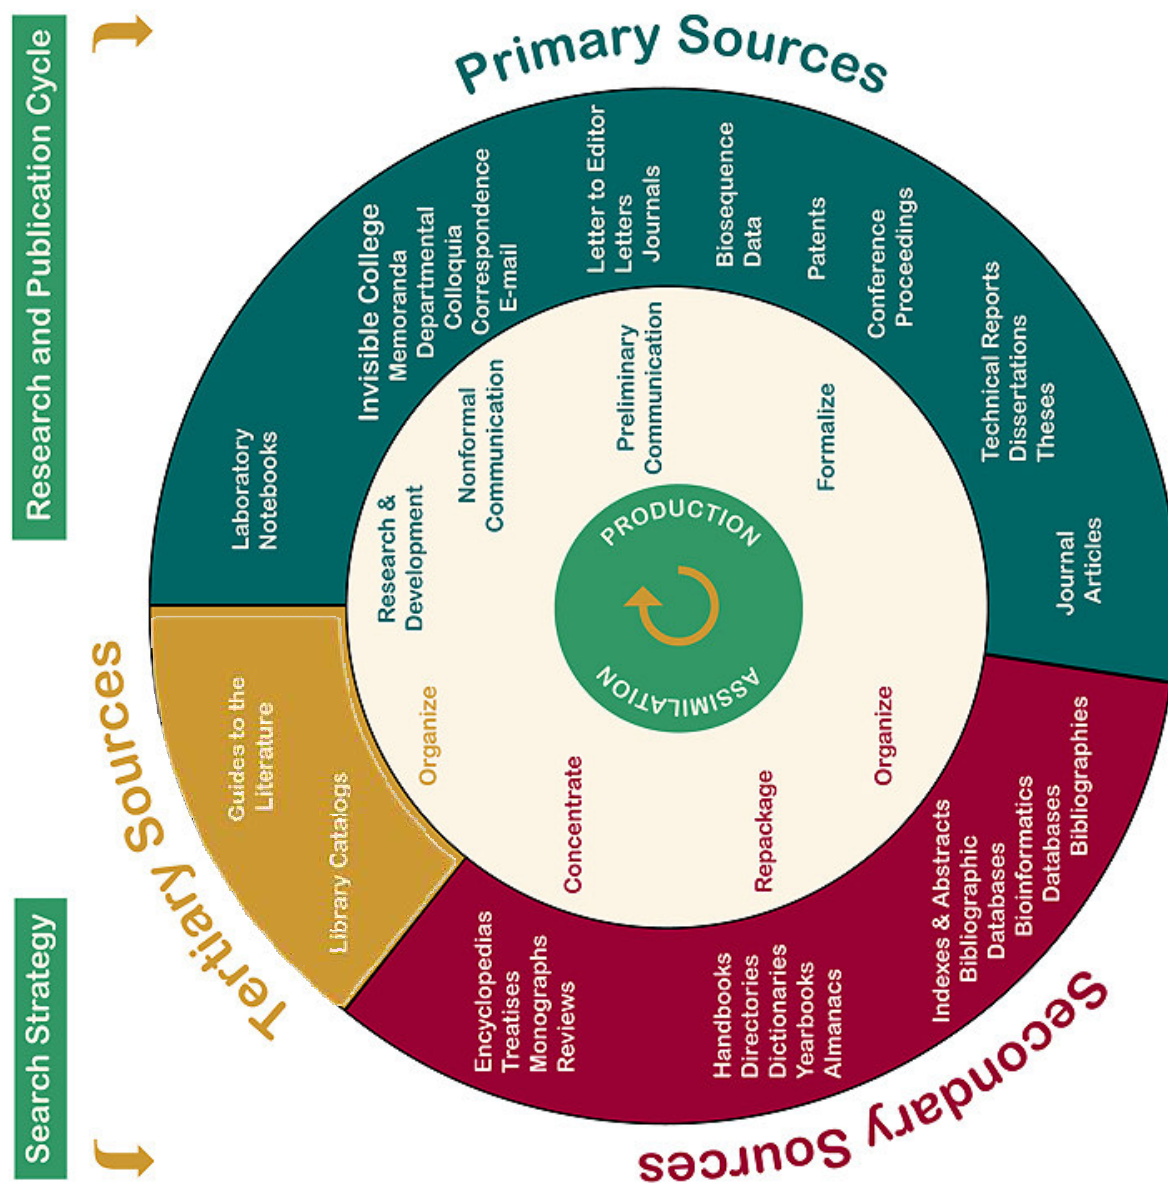 Search Strategy
Research and Publication Cycle
Tertiary Sources
Guides to the
Literature
Library Catalogs
Organize
Primary Sources
Laboratory
Notebooks
Research &
Development
Invisible College
Memoranda
Departmental
Colloquia
Correspondence
E-mail
Nonformal
Communication
Letter to Editor
Letters
Journals
Preliminary
Communication
Biosequence
Data
Patents
Conference
Proceedings
Formalize
Technical Reports
Dissertations
Theses
Journal
Articles
Secondary Sources
Indexes & Abstracts
Bibliographic
Databases
Bioinformatics
Databases
Bibliographies
Organize
Handbooks
Directories
Dictionaries
Yearbooks
Almanacs
Repackage
Encyclopedias
Treatises
Monographs
Reviews
Concentrate
PRODUCTION
ASSIMILATION